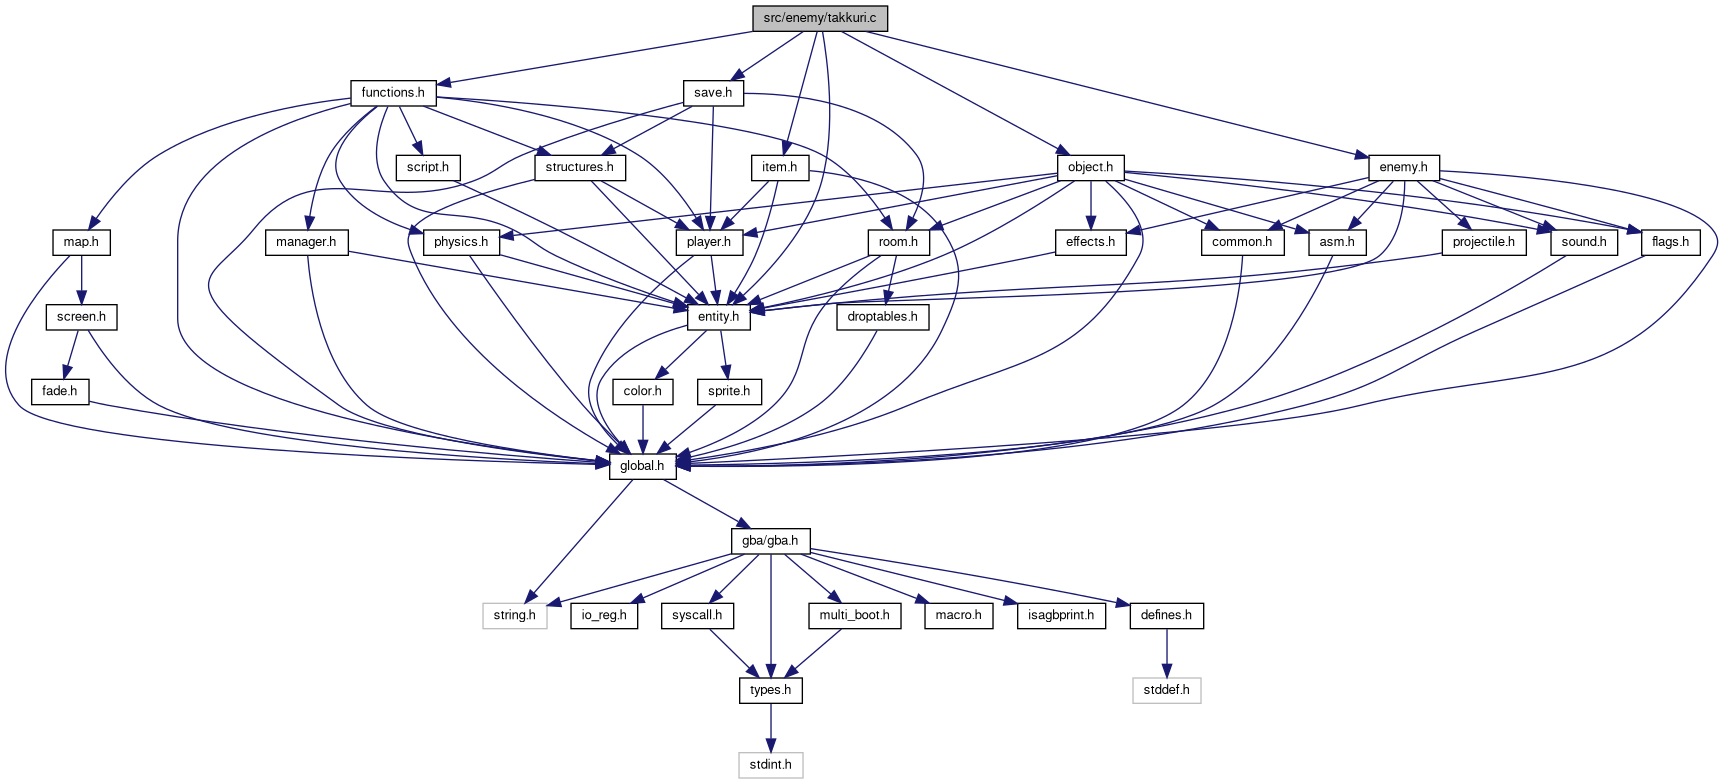 src/enemy/takkuri.c
functions.h
save.h
script.h
structures.h
item.h
object.h
enemy.h
map.h
manager.h
physics.h
player.h
room.h
effects.h
common.h
asm.h
projectile.h
sound.h
flags.h
screen.h
entity.h
droptables.h
fade.h
color.h
sprite.h
global.h
gba/gba.h
string.h
io_reg.h
syscall.h
multi_boot.h
macro.h
isagbprint.h
defines.h
types.h
stddef.h
stdint.h